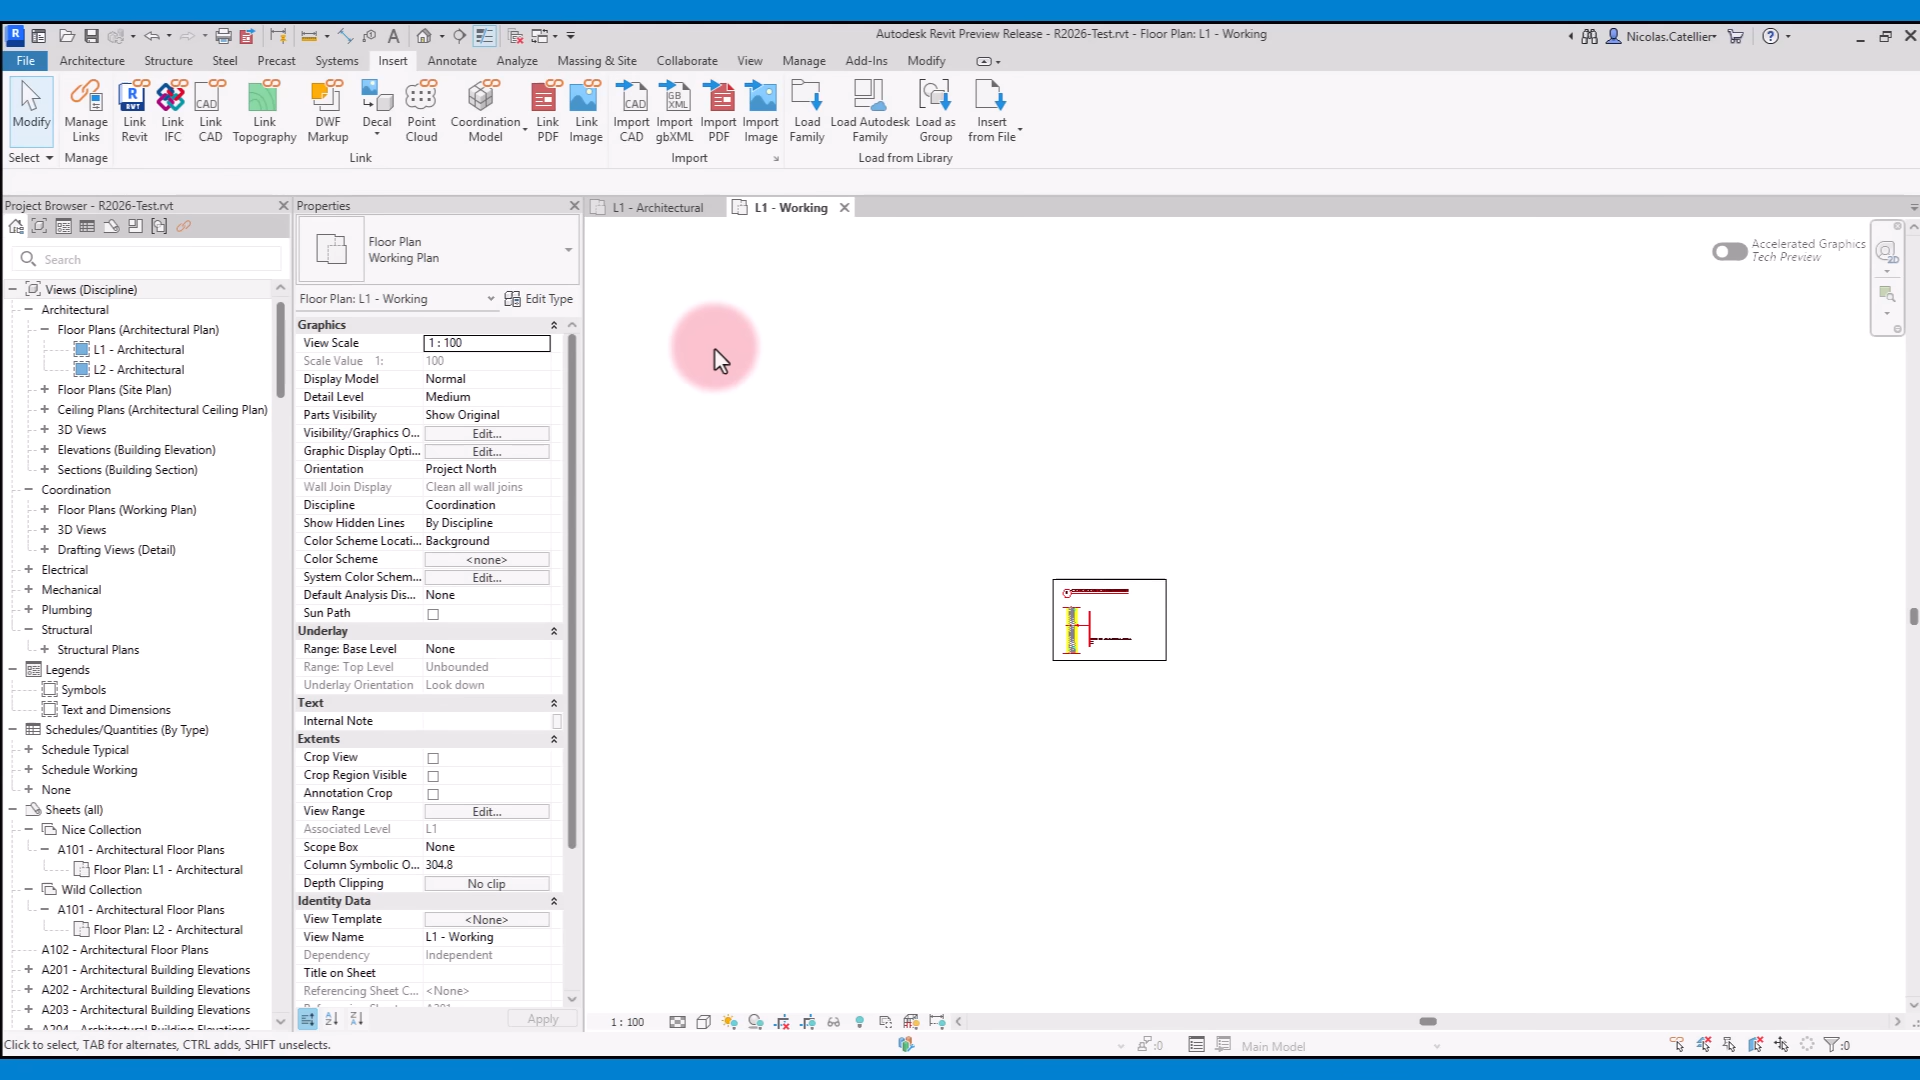 Autodesk Revit Preview Release - R2026-Test.rvt - Floor Plan: L1 - Working
Nicolas.Catellier
File Architecture Structure Steel Precast Systems Insert Annotate Analyze Massing & Site Collaborate View Manage Add-Ins Modify
Modify
Manage Links
Link Revit
Link IFC
Link CAD
Link Topography
DWF Markup
Decal
Point Cloud
Coordination Model
Link PDF
Link Image
Import CAD
Import gbXML
Import PDF
Import Image
Load Family
Load Autodesk Family
Load as Group
Insert from File
Select Manage Link Import Load from Library
Project Browser - R2026-Test.rvt
Search
Views (Discipline)
Architectural
Floor Plans (Architectural Plan)
L1 - Architectural
L2 - Architectural
Floor Plans (Site Plan)
Ceiling Plans (Architectural Ceiling Plan)
3D Views
Elevations (Building Elevation)
Sections (Building Section)
Coordination
Floor Plans (Working Plan)
3D Views
Drafting Views (Detail)
Electrical
Mechanical
Plumbing
Structural
Structural Plans
Legends
Symbols
Text and Dimensions
Schedules/Quantities (By Type)
Schedule Typical
Schedule Working
None
Sheets (all)
Nice Collection
A101 - Architectural Floor Plans
Floor Plan: L1 - Architectural
Wild Collection
A101 - Architectural Floor Plans
Floor Plan: L2 - Architectural
A102 - Architectural Floor Plans
A201 - Architectural Building Elevations
A202 - Architectural Building Elevations
A203 - Architectural Building Elevations
Properties
Floor Plan
Working Plan
Floor Plan: L1 - Working Edit Type
Graphics
View Scale 1 : 100
Scale Value 1: 100
Display Model Normal
Detail Level Medium
Parts Visibility Show Original
Visibility/Graphics O... Edit...
Graphic Display Opti... Edit...
Orientation Project North
Wall Join Display Clean all wall joins
Discipline Coordination
Show Hidden Lines By Discipline
Color Scheme Locati... Background
Color Scheme <none>
System Color Schem... Edit...
Default Analysis Dis... None
Sun Path
Underlay
Range: Base Level None
Range: Top Level Unbounded
Underlay Orientation Look down
Text
Internal Note
Extents
Crop View
Crop Region Visible
Annotation Crop
View Range Edit...
Associated Level L1
Scope Box None
Column Symbolic O... 304.8
Depth Clipping No clip
Identity Data
View Template <None>
View Name L1 - Working
Dependency Independent
Title on Sheet
Referencing Sheet C... <None>
Apply
L1 - Architectural
L1 - Working
Accelerated Graphics
Tech Preview
2D
1 : 100
Click to select, TAB for alternates, CTRL adds, SHIFT unselects.
:0
Main Model
:0